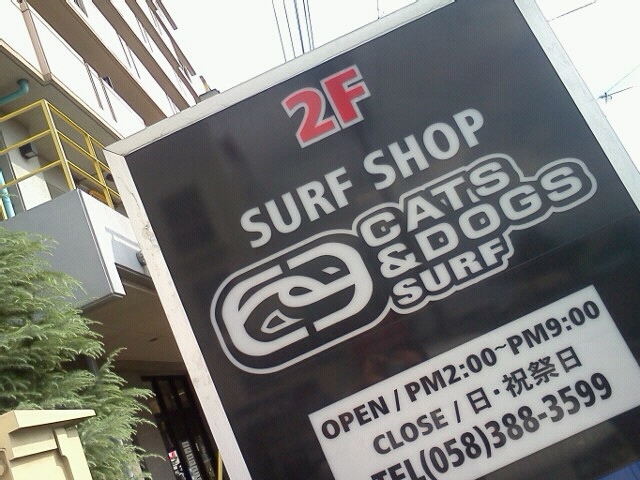 2F
SURF SHOP
CATS
& DOGS
SURF
OPEN / PM2:00~PM9:00
CLOSE / 日・祝祭日
TEL(058)388-3599